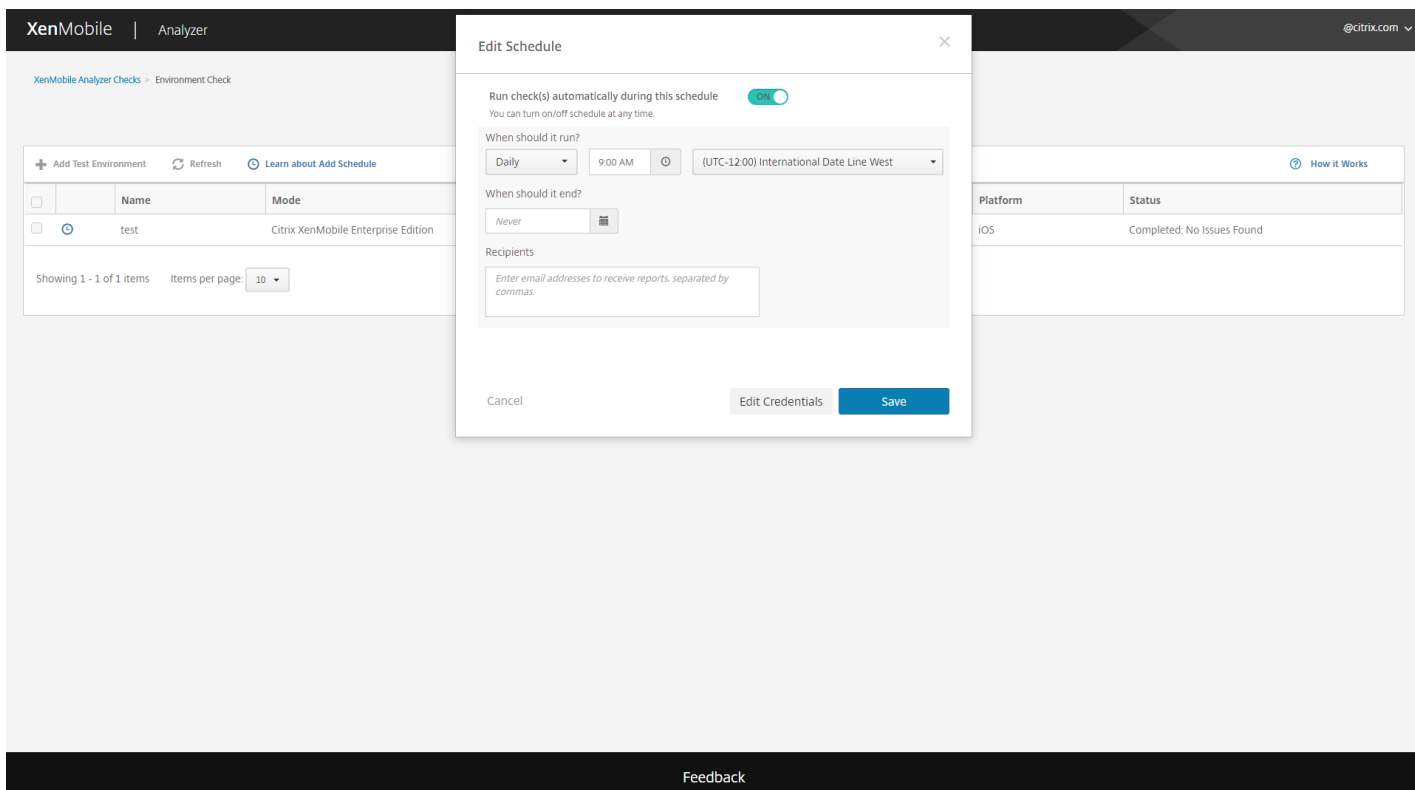 XenMobile | Analyzer
@citrix.com
XenMobile Analyzer Checks > Environment Check
Add Test Environment
Refresh
Learn about Add Schedule
How it Works
Name
Mode
Platform
Status
test
Citrix XenMobile Enterprise Edition
iOS
Completed: No Issues Found
Showing 1 - 1 of 1 items
Items per page:
10
Edit Schedule
Run check(s) automatically during this schedule
ON
You can turn on/off schedule at any time.
When should it run?
Daily
9:00 AM
(UTC-12:00) International Date Line West
When should it end?
Never
Recipients
Enter email addresses to receive reports, separated by
commas.
Cancel
Edit Credentials
Save
Feedback